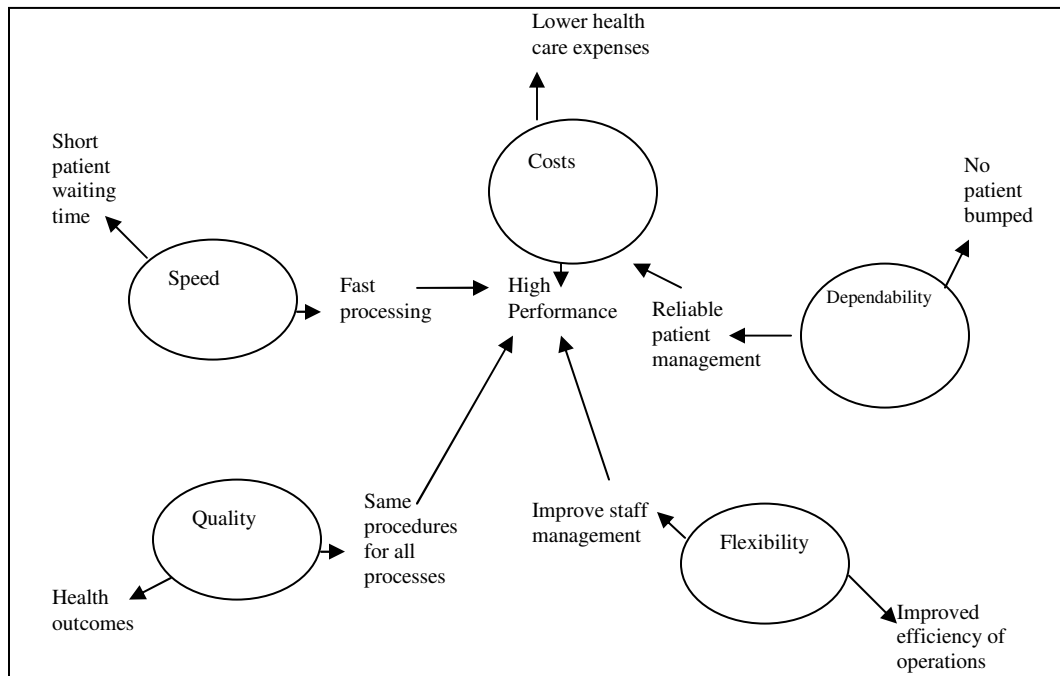 Lower health
care expenses
Short
patient
waiting
time
Costs
No
patient
bumped
Speed
Fast
processing
High
Performance
Reliable
patient
management
Dependability
Quality
Same
procedures
for all
processes
Improve staff
management
Flexibility
Health
outcomes
Improved
efficiency of
operations